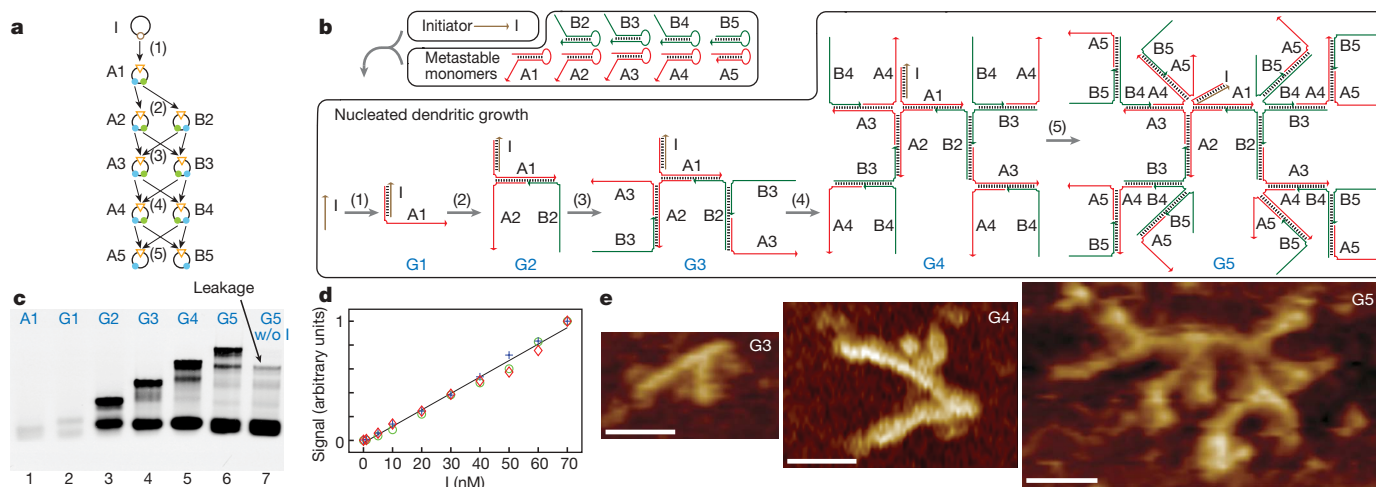 a
I
(1)
A1
(2)
A2 B2
(3)
A3 B3
(4)
A4 B4
(5)
A5 B5
b
Initiator I
Metastable monomers
B2 B3 B4 B5
A1 A2 A3 A4 A5
Nucleated dendritic growth
I
(1)
I
A1
G1
(2)
I
A1
A2 B2
G2
(3)
I
A1
A3 B3
A2 B2
B3 A3
G3
(4)
B4 A4 I B4 A4
A1
A3 B3
A2 B2
B3 A3
A4 B4 A4 B4
G4
(5)
A5 B5 A5 I B5 A5 B5
A1
B5 B4 A4 B4 A4 A5
A3 B3
A2 B2
B3 A3
B5 A4 B4 A4 B4 B5
A5 B5 A5 B5 A5
G5
c
Leakage
A1 G1 G2 G3 G4 G5 G5
w/o I
1 2 3 4 5 6 7
d
Signal (arbitrary units)
1
0
0 10 20 30 40 50 60 70
I (nM)
e
G3
G4
G5